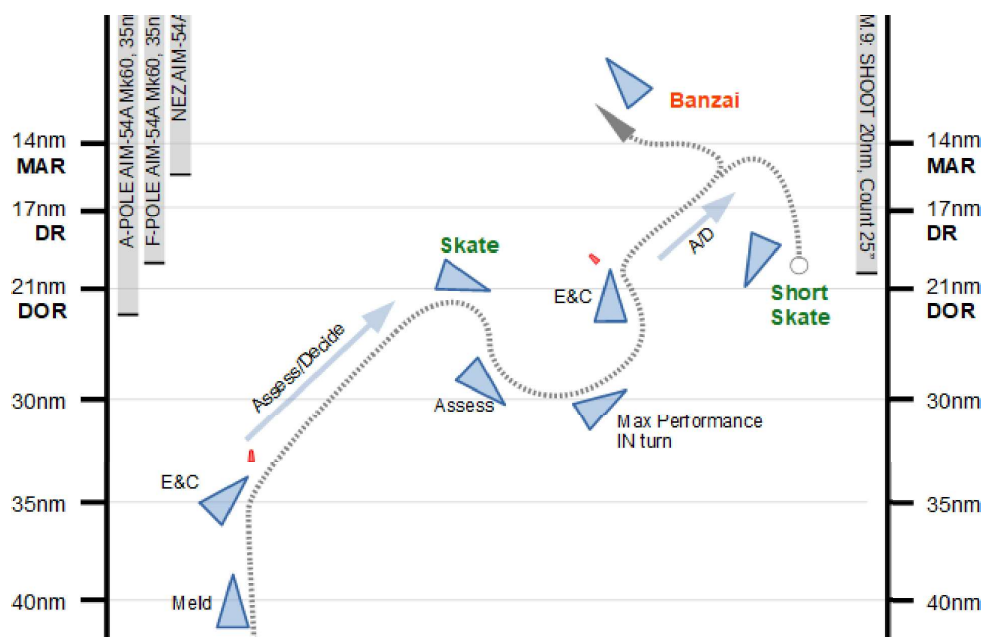 A-POLE AIM-54A Mk60, 35n
F-POLE AIM-54A Mk60, 35n
NEZ AIM-54A
14nm
MAR
17nm
DR
21nm
DOR
30nm
35nm
40nm
Banzai
Skate
A/D
E&C
Short
Skate
Assess/Decide
Assess
Max Performance
IN turn
E&C
Meld
M.9: SHOOT 20nm, Count 25"
14nm
MAR
17nm
DR
21nm
DOR
30nm
35nm
40nm